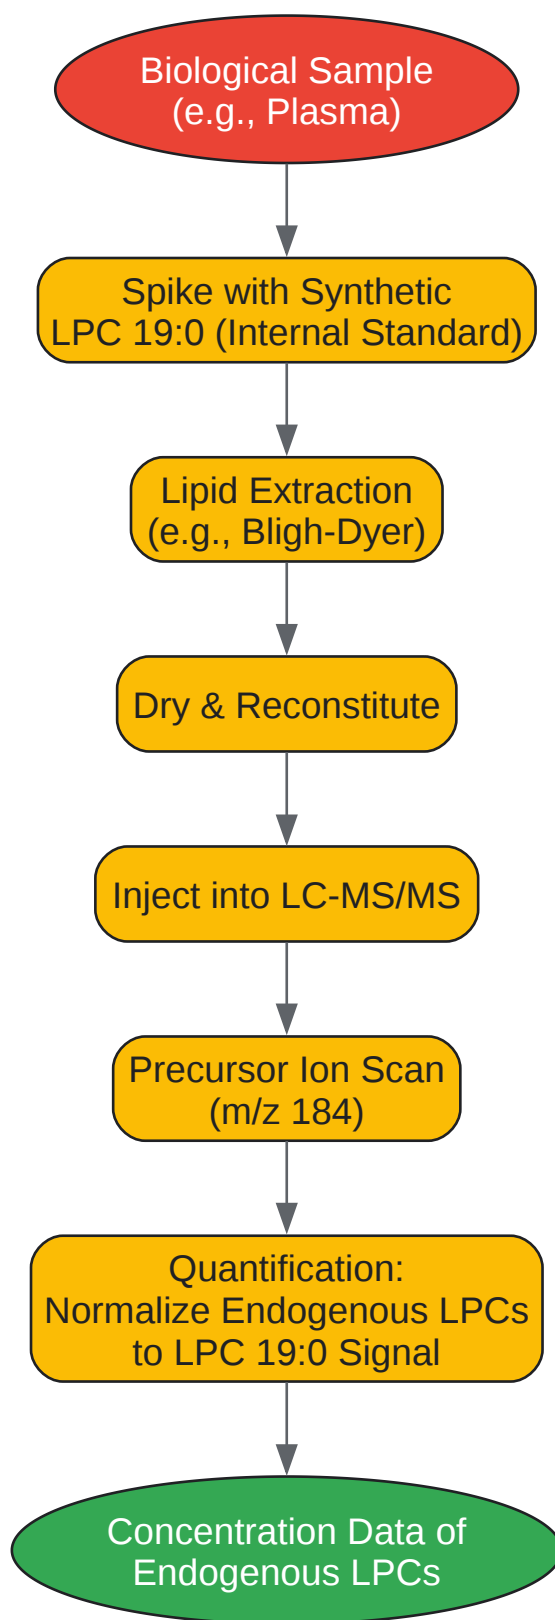 Biological Sample
(e.g., Plasma)
Spike with Synthetic
LPC 19:0 (Internal Standard)
Lipid Extraction
(e.g., Bligh-Dyer)
Dry & Reconstitute
Inject into LC-MS/MS
Precursor Ion Scan
(m/z 184)
Quantification:
Normalize Endogenous LPCs
to LPC 19:0 Signal
Concentration Data of
Endogenous LPCs